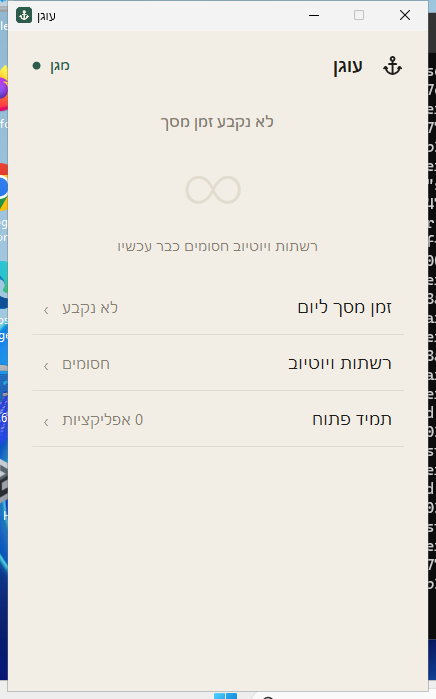 עוגן
עוגן
מגן
לא נקבע זמן מסך
∞
רשתות ויוטיוב חסומים כבר עכשיו
זמן מסך ליום לא נקבע
רשתות ויוטיוב חסומים
תמיד פתוח 0 אפליקציות